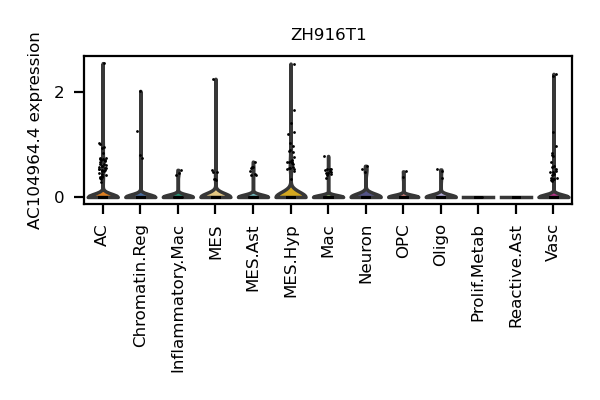 ZH916T1
AC104964.4 expression
2
0
AC
Chromatin.Reg
Inflammatory.Mac
MES
MES.Ast
MES.Hyp
Mac
Neuron
OPC
Oligo
Prolif.Metab
Reactive.Ast
Vasc